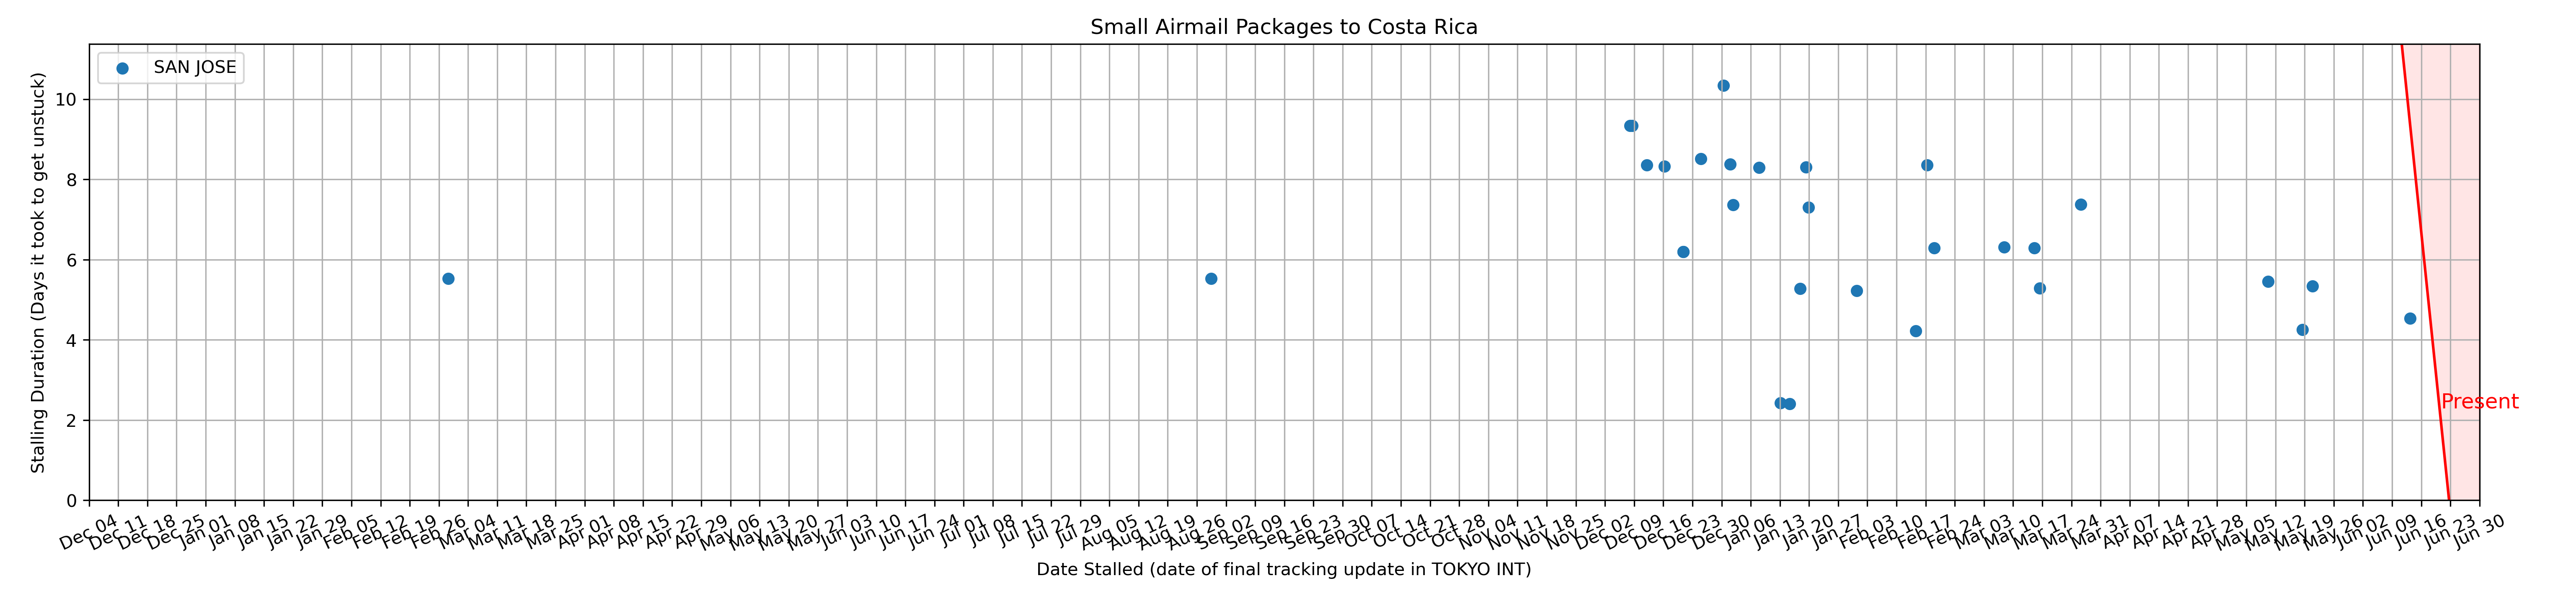 Small Airmail Packages to Costa Rica
SAN JOSE
Stalling Duration (Days it took to get unstuck)
10
8
6
4
2
0
Present
Dec 04
Dec 11
Dec 18
Dec 25
Jan 01
Jan 08
Jan 15
Jan 22
Jan 29
Feb 05
Feb 12
Feb 19
Feb 26
Mar 04
Mar 11
Mar 18
Mar 25
Apr 01
Apr 08
Apr 15
Apr 22
Apr 29
May 06
May 13
May 20
May 27
Jun 03
Jun 10
Jun 17
Jun 24
Jul 01
Jul 08
Jul 15
Jul 22
Jul 29
Aug 05
Aug 12
Aug 19
Aug 26
Sep 02
Sep 09
Sep 16
Sep 23
Sep 30
Oct 07
Oct 14
Oct 21
Oct 28
Nov 04
Nov 11
Nov 18
Nov 25
Dec 02
Dec 09
Dec 16
Dec 23
Dec 30
Jan 06
Jan 13
Jan 20
Jan 27
Feb 03
Feb 10
Feb 17
Feb 24
Mar 03
Mar 10
Mar 17
Mar 24
Mar 31
Apr 07
Apr 14
Apr 21
Apr 28
May 05
May 12
May 19
May 26
Jun 02
Jun 09
Jun 16
Jun 23
Jun 30
Date Stalled (date of final tracking update in TOKYO INT)